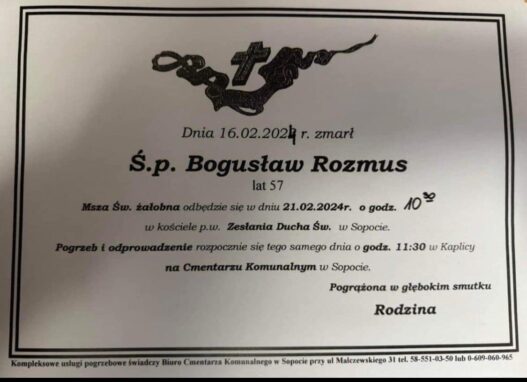 Dnia 16.02.2024 r. zmarł
Ś.p. Bogusław Rozmus
lat 57
Msza Św. żałobna odbędzie się w dniu 21.02.2024r. o godz. 10 30
w kościele p.w. Zesłania Ducha Św. w Sopocie.
Pogrzeb i odprowadzenie rozpocznie się tego samego dnia o godz. 11:30 w Kaplicy
na Cmentarzu Komunalnym w Sopocie.
Pogrążona w głębokim smutku
Rodzina
Kompleksowe usługi pogrzebowe świadczy Biuro Cmentarza Komunalnego w Sopocie przy ul Malczewskiego 31 tel. 58-551-03-50 lub 0-609-060-965